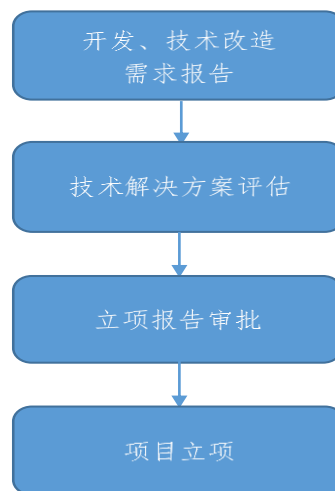 开发、技术改造
需求报告
技术解决方案评估
立项报告审批
项目立项